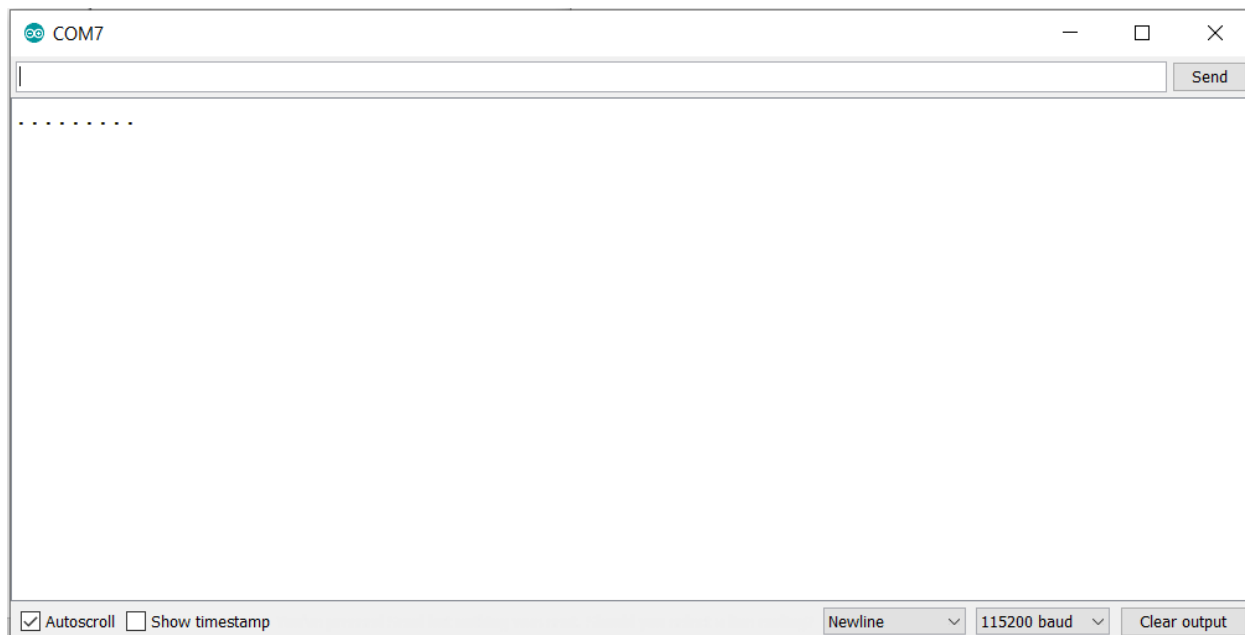 COM7
Send
. . . . . . . . .
Autoscroll Show timestamp Newline 115200 baud Clear output